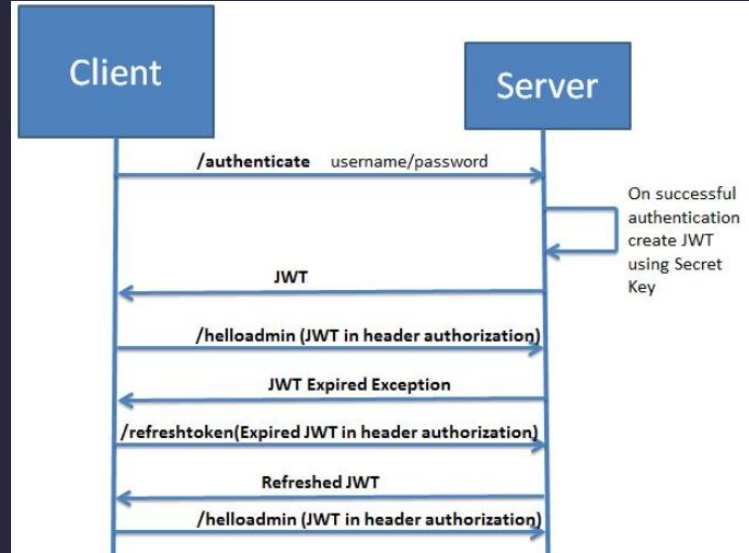 Client
Server
/authenticate username/password
On successful
authentication
create JWT
using Secret
Key
JWT
/helloadmin (JWT in header authorization)
JWT Expired Exception
/refreshtoken(Expired JWT in header authorization)
Refreshed JWT
/helloadmin (JWT in header authorization)